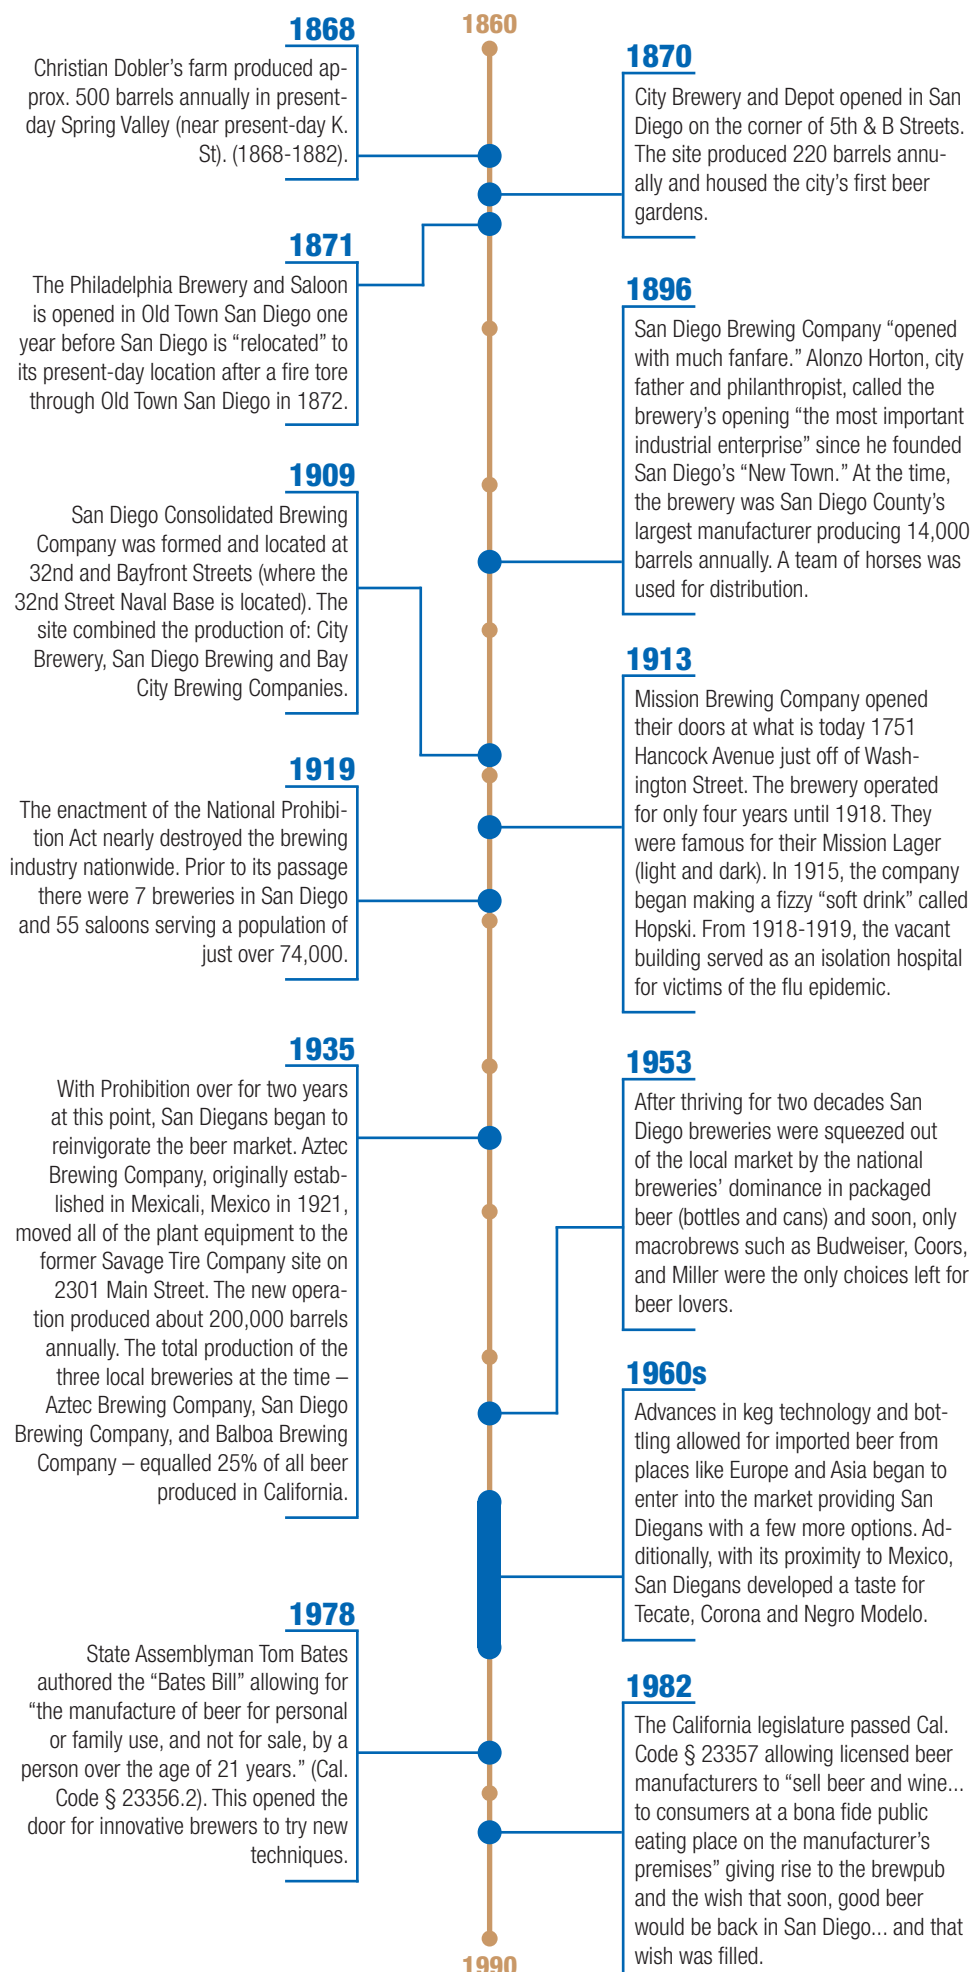 1860
1868
Christian Dobler’s farm produced ap-
prox. 500 barrels annually in present-
day Spring Valley (near present-day K.
St). (1868-1882).
1870
City Brewery and Depot opened in San
Diego on the corner of 5th & B Streets.
The site produced 220 barrels annu-
ally and housed the city’s first beer
gardens.
1871
The Philadelphia Brewery and Saloon
is opened in Old Town San Diego one
year before San Diego is “relocated” to
its present-day location after a fire tore
through Old Town San Diego in 1872.
1896
San Diego Brewing Company “opened
with much fanfare.” Alonzo Horton, city
father and philanthropist, called the
brewery’s opening “the most important
industrial enterprise” since he founded
San Diego’s “New Town.” At the time,
the brewery was San Diego County’s
largest manufacturer producing 14,000
barrels annually. A team of horses was
used for distribution.
1909
San Diego Consolidated Brewing
Company was formed and located at
32nd and Bayfront Streets (where the
32nd Street Naval Base is located). The
site combined the production of: City
Brewery, San Diego Brewing and Bay
City Brewing Companies.
1913
Mission Brewing Company opened
their doors at what is today 1751
Hancock Avenue just off of Wash-
ington Street. The brewery operated
for only four years until 1918. They
were famous for their Mission Lager
(light and dark). In 1915, the company
began making a fizzy “soft drink” called
Hopski. From 1918-1919, the vacant
building served as an isolation hospital
for victims of the flu epidemic.
1919
The enactment of the National Prohibi-
tion Act nearly destroyed the brewing
industry nationwide. Prior to its passage
there were 7 breweries in San Diego
and 55 saloons serving a population of
just over 74,000.
1935
With Prohibition over for two years
at this point, San Diegans began to
reinvigorate the beer market. Aztec
Brewing Company, originally estab-
lished in Mexicali, Mexico in 1921,
moved all of the plant equipment to the
former Savage Tire Company site on
2301 Main Street. The new opera-
tion produced about 200,000 barrels
annually. The total production of the
three local breweries at the time –
Aztec Brewing Company, San Diego
Brewing Company, and Balboa Brewing
Company – equalled 25% of all beer
produced in California.
1953
After thriving for two decades San
Diego breweries were squeezed out
of the local market by the national
breweries’ dominance in packaged
beer (bottles and cans) and soon, only
macrobrews such as Budweiser, Coors,
and Miller were the only choices left for
beer lovers.
1960s
Advances in keg technology and bot-
tling allowed for imported beer from
places like Europe and Asia began to
enter into the market providing San
Diegans with a few more options. Ad-
ditionally, with its proximity to Mexico,
San Diegans developed a taste for
Tecate, Corona and Negro Modelo.
1978
State Assemblyman Tom Bates
authored the “Bates Bill” allowing for
“the manufacture of beer for personal
or family use, and not for sale, by a
person over the age of 21 years.” (Cal.
Code § 23356.2). This opened the
door for innovative brewers to try new
techniques.
1982
The California legislature passed Cal.
Code § 23357 allowing licensed beer
manufacturers to “sell beer and wine...
to consumers at a bona fide public
eating place on the manufacturer’s
premises” giving rise to the brewpub
and the wish that soon, good beer
would be back in San Diego... and that
wish was filled.
1990